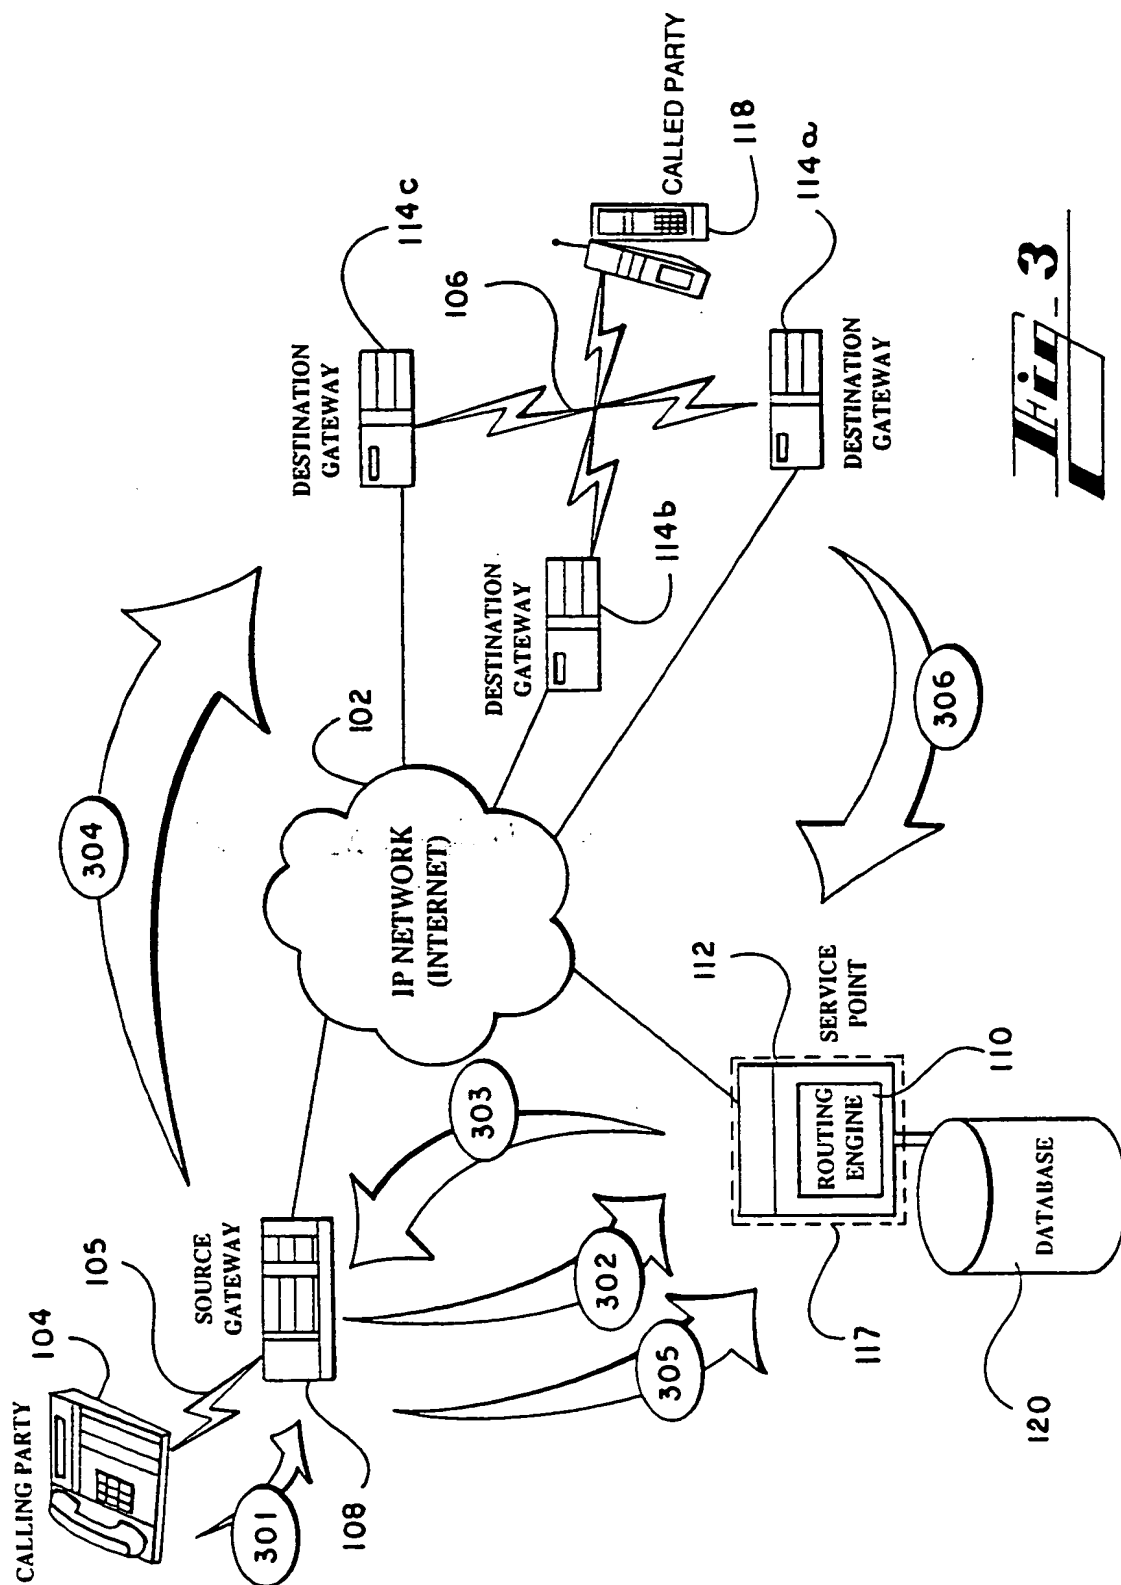 CALLING PARTY
104
105
SOURCE
GATEWAY
301
108
304
303
302
305
102
IP NETWORK
(INTERNET)
DESTINATION
GATEWAY
114c
106
CALLED PARTY
118
DESTINATION
GATEWAY
114b
114a
DESTINATION
GATEWAY
306
112
SERVICE
POINT
ROUTING
ENGINE
110
117
DATABASE
120
Fig_3